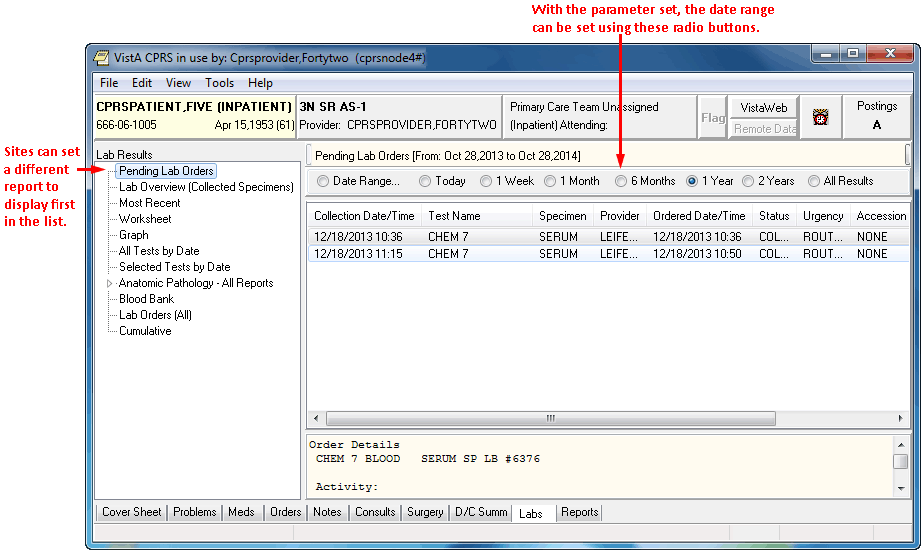 With the parameter set, the date range
can be set using these radio buttons.
VistA CPRS in use by: Cprsprovider,Fortytwo (cprsnode4#)
File Edit View Tools Help
CPRSPATIENT,FIVE (INPATIENT)
666-06-1005 Apr 15,1953 (61)
3N SR AS-1
Provider: CPRSPROVIDER,FORTYTWO
Primary Care Team Unassigned
(Inpatient) Attending:
Flag
VistaWeb
Remote Data
Postings
A
Sites can set
a different
report to
display first
in the list.
Lab Results
Pending Lab Orders
Lab Overview (Collected Specimens)
Most Recent
Worksheet
Graph
All Tests by Date
Selected Tests by Date
Anatomic Pathology - All Reports
Blood Bank
Lab Orders (All)
Cumulative
Pending Lab Orders [From: Oct 28,2013 to Oct 28,2014]
Date Range... Today 1 Week 1 Month 6 Months 1 Year 2 Years All Results
Collection Date/Time Test Name Specimen Provider Ordered Date/Time Status Urgency Accession
12/18/2013 10:36 CHEM 7 SERUM LEIFE... 12/18/2013 10:36 COL... ROUT... NONE
12/18/2013 11:15 CHEM 7 SERUM LEIFE... 12/18/2013 10:50 COL... ROUT... NONE
Order Details
CHEM 7 BLOOD SERUM SP LB #6376
Activity:
Cover Sheet Problems Meds Orders Notes Consults Surgery D/C Summ Labs Reports